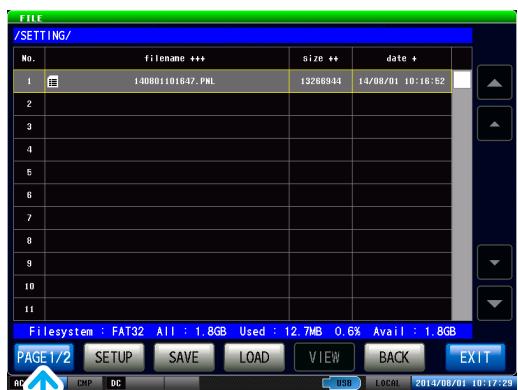 FILE
/SETTING/
No. filename +++ size ++ date +
1 140801101647.PNL 13266944 14/08/01 10:16:52
2
3
4
5
6
7
8
9
10
11
Filesystem : FAT32 All : 1.8GB Used : 12.7MB 0.6% Avail : 1.8GB
PAGE1/2 SETUP SAVE LOAD VIEW BACK EXIT
AC CMP DC USB LOCAL 2014/08/01 10:17:29